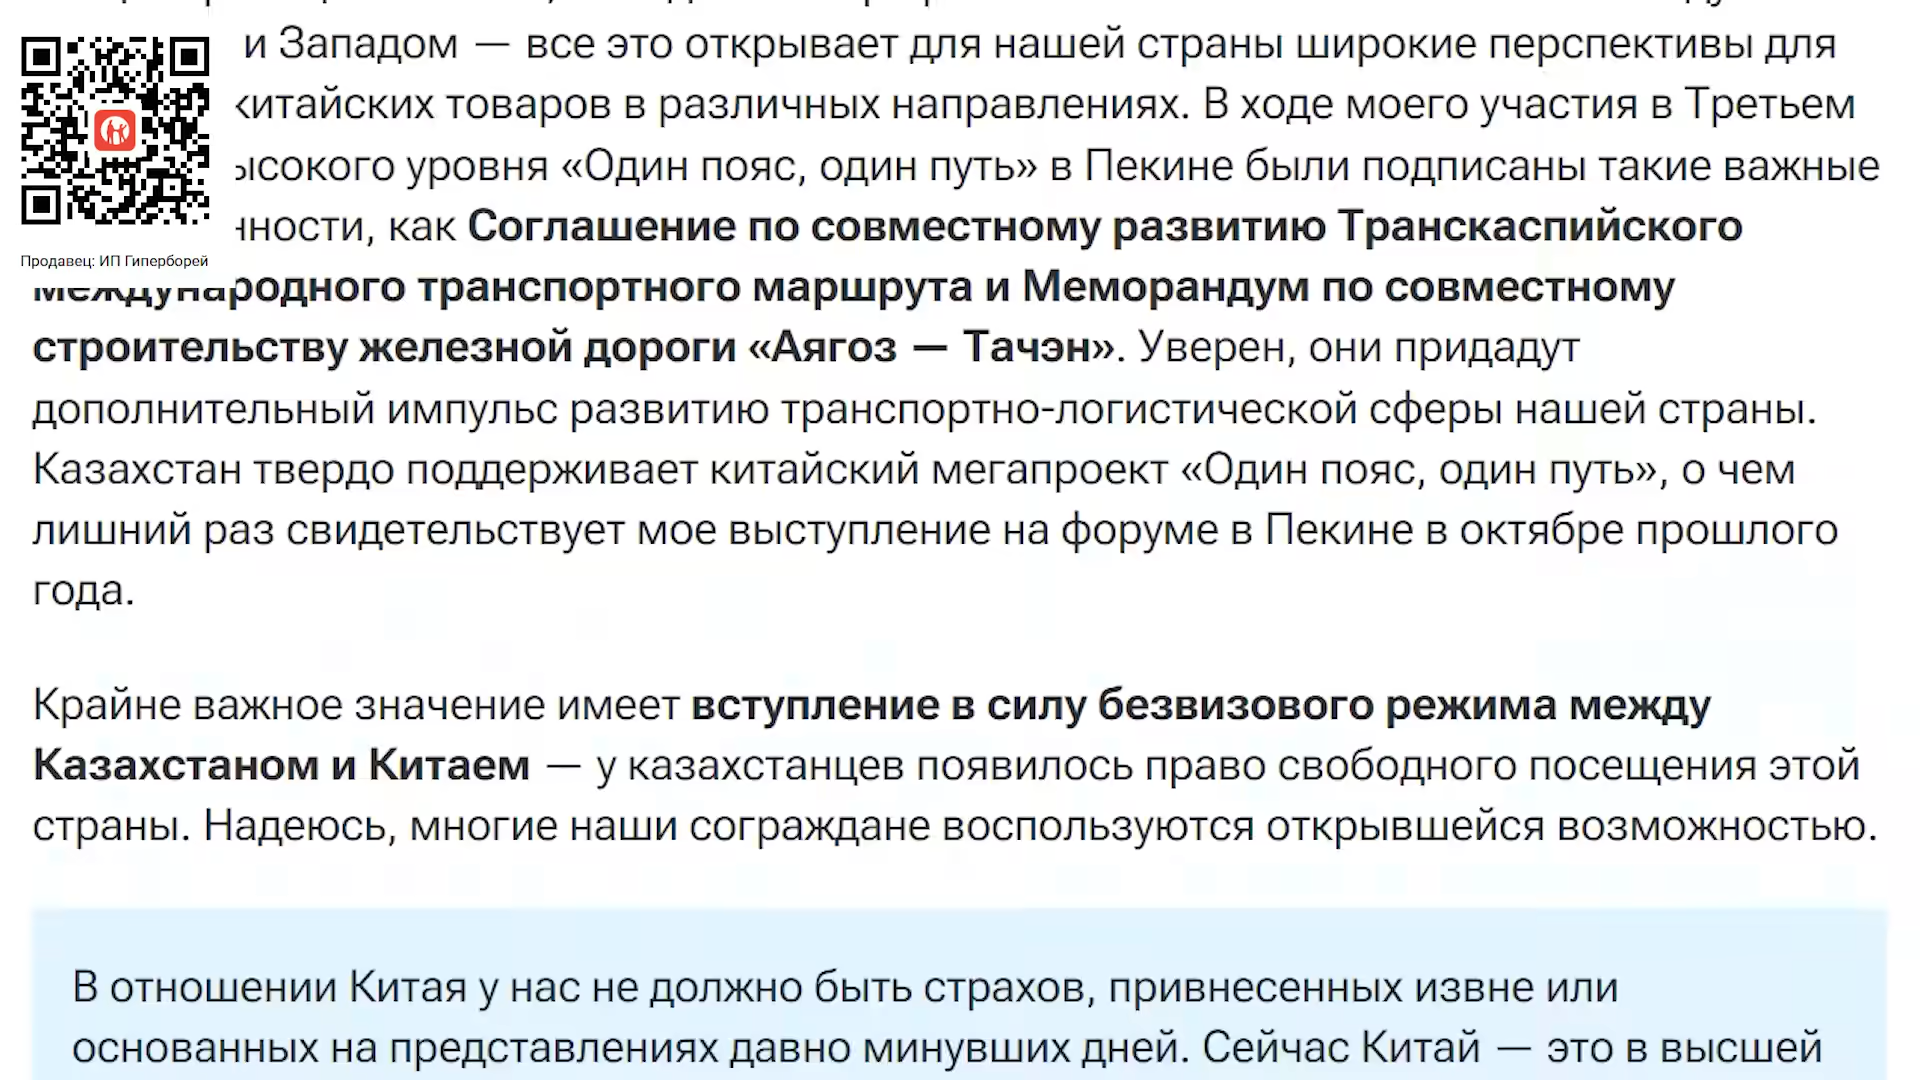 и Западом — все это открывает для нашей страны широкие перспективы для
китайских товаров в различных направлениях. В ходе моего участия в Третьем
высокого уровня «Один пояс, один путь» в Пекине были подписаны такие важные
как Соглашение по совместному развитию Транскаспийского
Продавец: ИП Гиперборей
Международного транспортного маршрута и Меморандум по совместному
строительству железной дороги «Аягоз — Тачэн». Уверен, они придадут
дополнительный импульс развитию транспортно-логистической сферы нашей страны.
Казахстан твердо поддерживает китайский мегапроект «Один пояс, один путь», о чем
лишний раз свидетельствует мое выступление на форуме в Пекине в октябре прошлого
года.
Крайне важное значение имеет вступление в силу безвизового режима между
Казахстаном и Китаем — у казахстанцев появилось право свободного посещения этой
страны. Надеюсь, многие наши сограждане воспользуются открывшейся возможностью.
В отношении Китая у нас не должно быть страхов, привнесенных извне или
основанных на представлениях давно минувших дней. Сейчас Китай — это в высшей